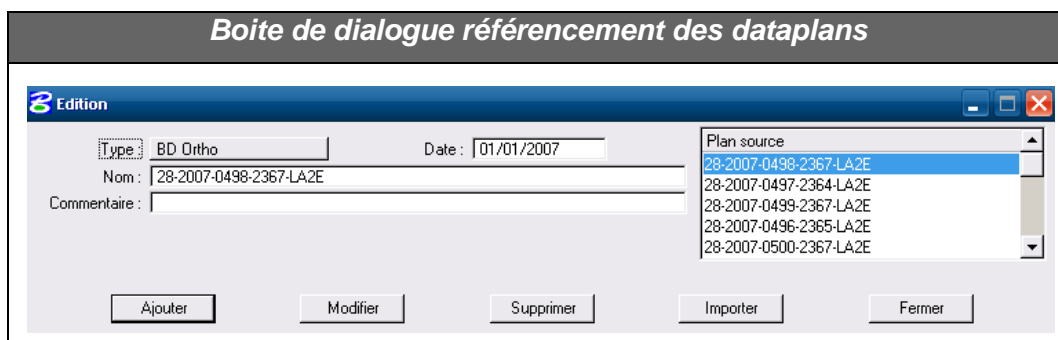 Boite de dialogue référencement des dataplans
Edition
Type : BD Ortho Date : 01/01/2007
Nom : 28-2007-0498-2367-LA2E
Commentaire :
Plan source
28-2007-0498-2367-LA2E
28-2007-0497-2364-LA2E
28-2007-0499-2367-LA2E
28-2007-0496-2365-LA2E
28-2007-0500-2367-LA2E
Ajouter Modifier Supprimer Importer Fermer